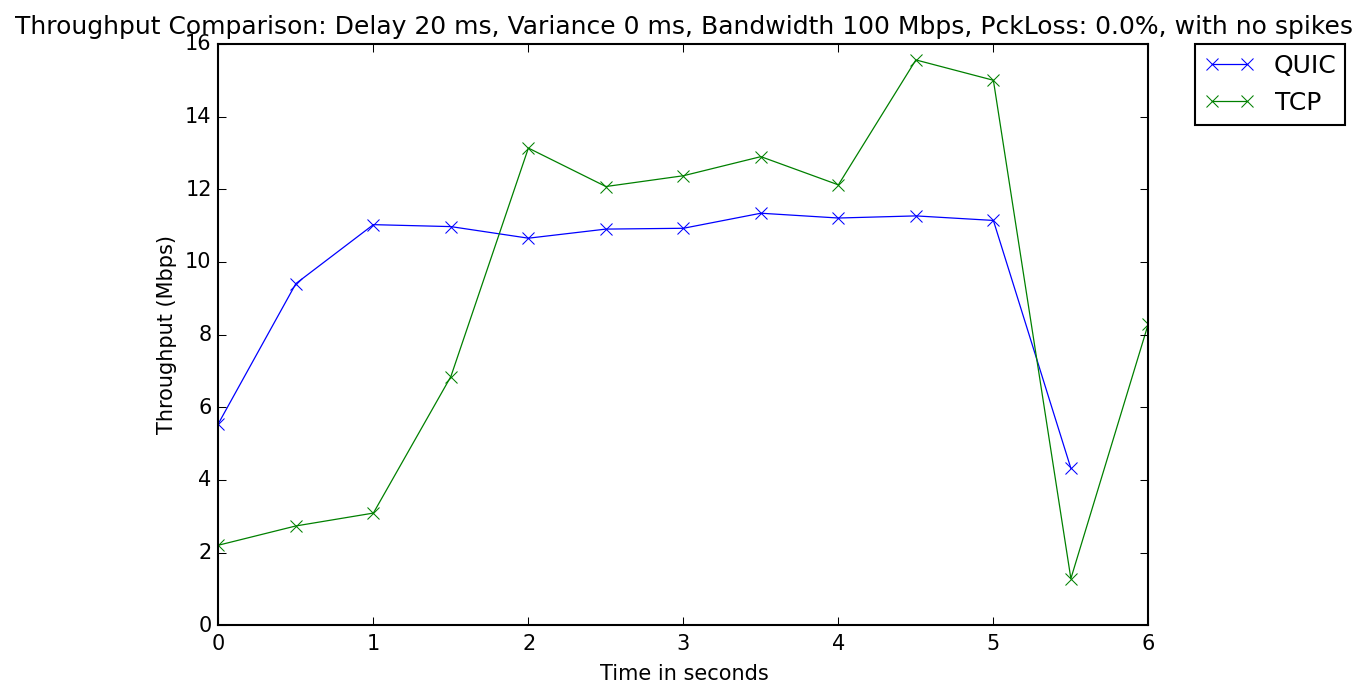 Throughput Comparison: Delay 20 ms, Variance 0 ms, Bandwidth 100 Mbps, PckLoss: 0.0%, with no spikes
QUIC
TCP
Throughput (Mbps)
16
14
12
10
8
6
4
2
0
0 1 2 3 4 5 6
Time in seconds